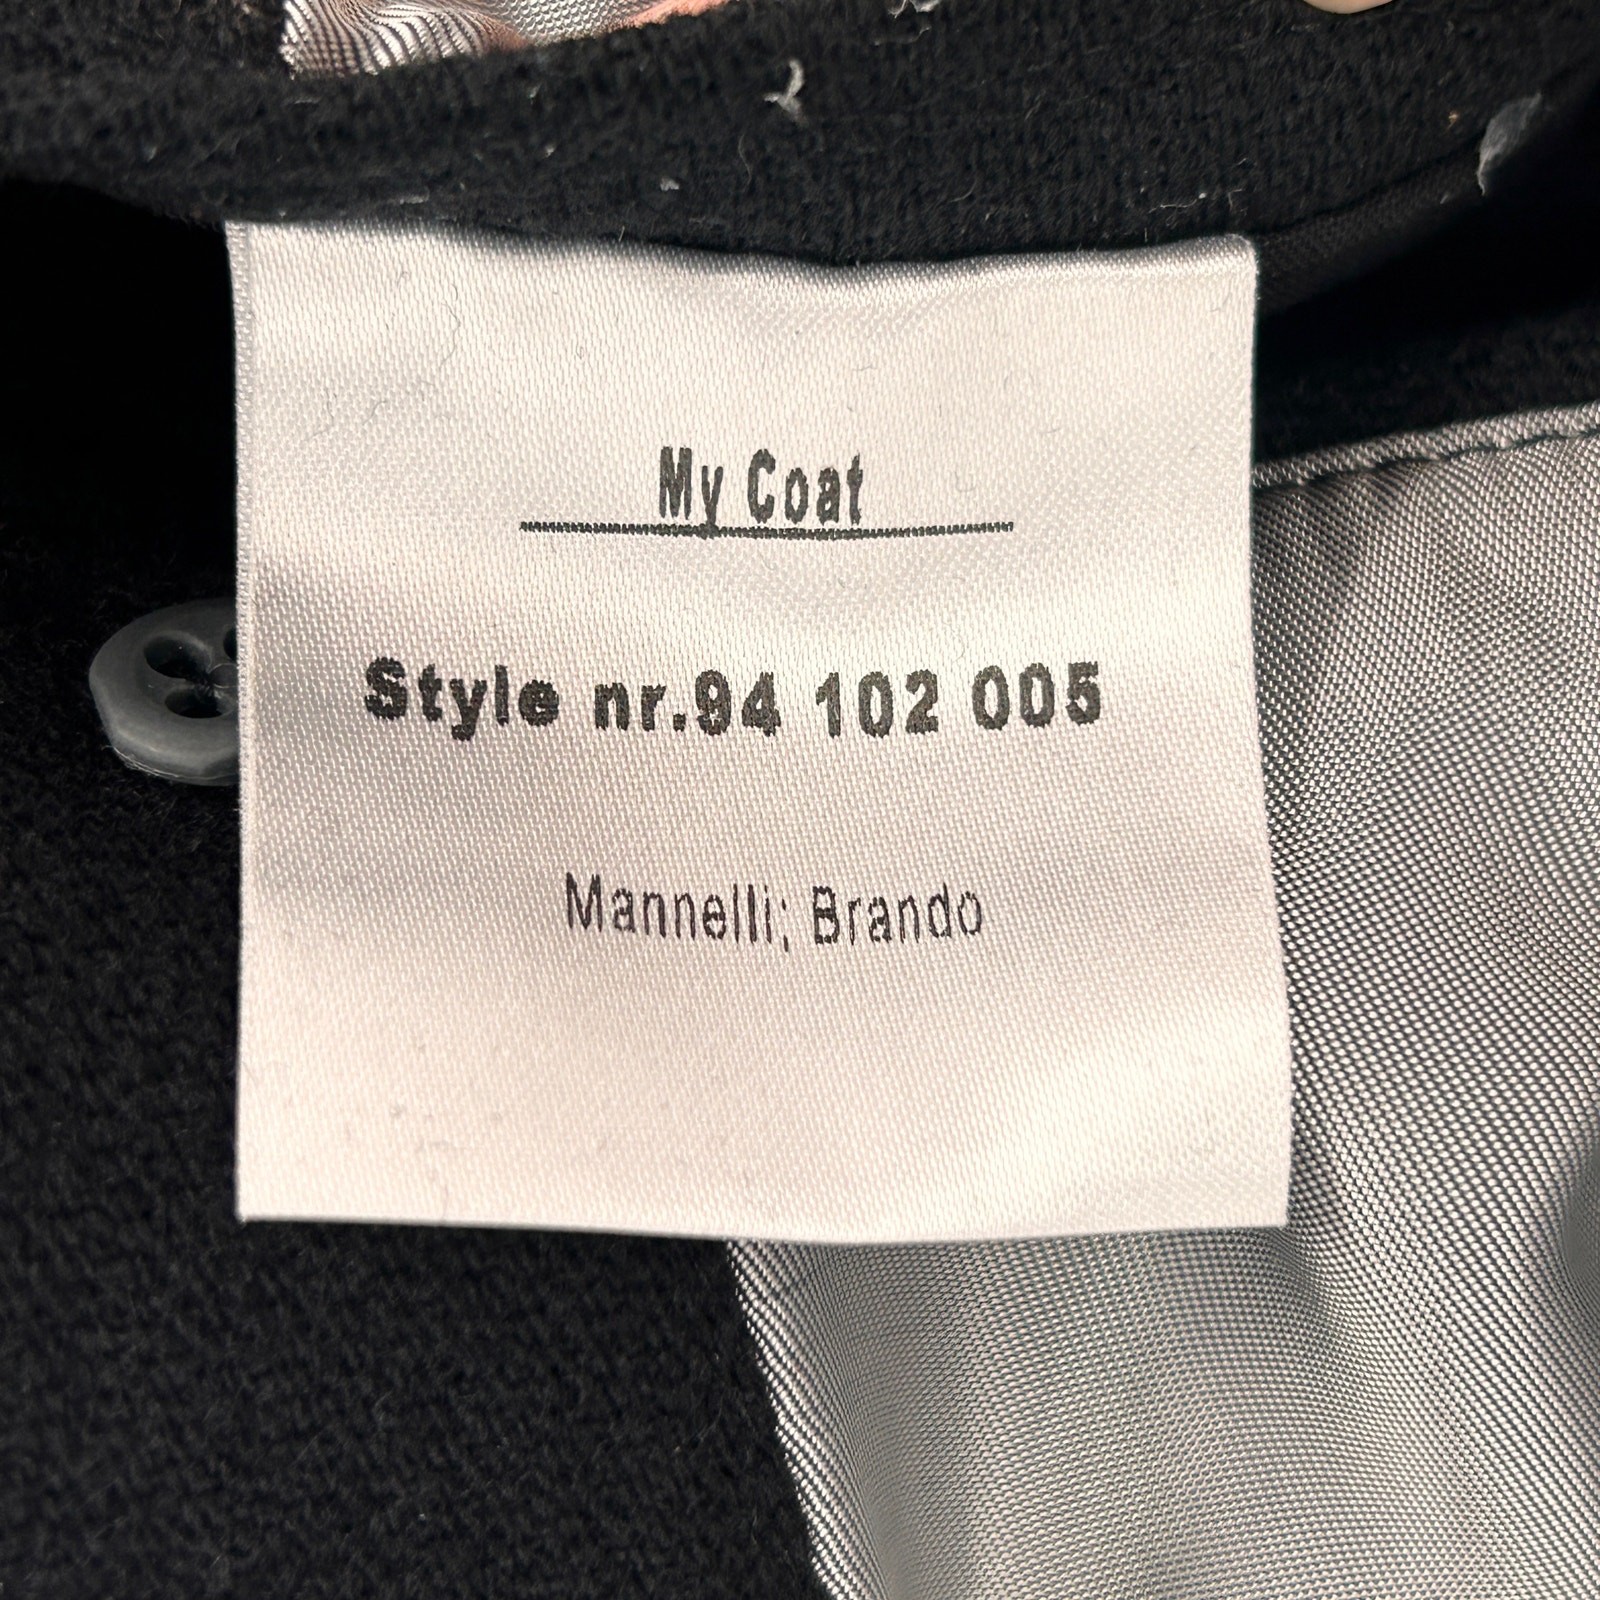 My Coat
Style nr.94 102 005
Mannelli; Brando